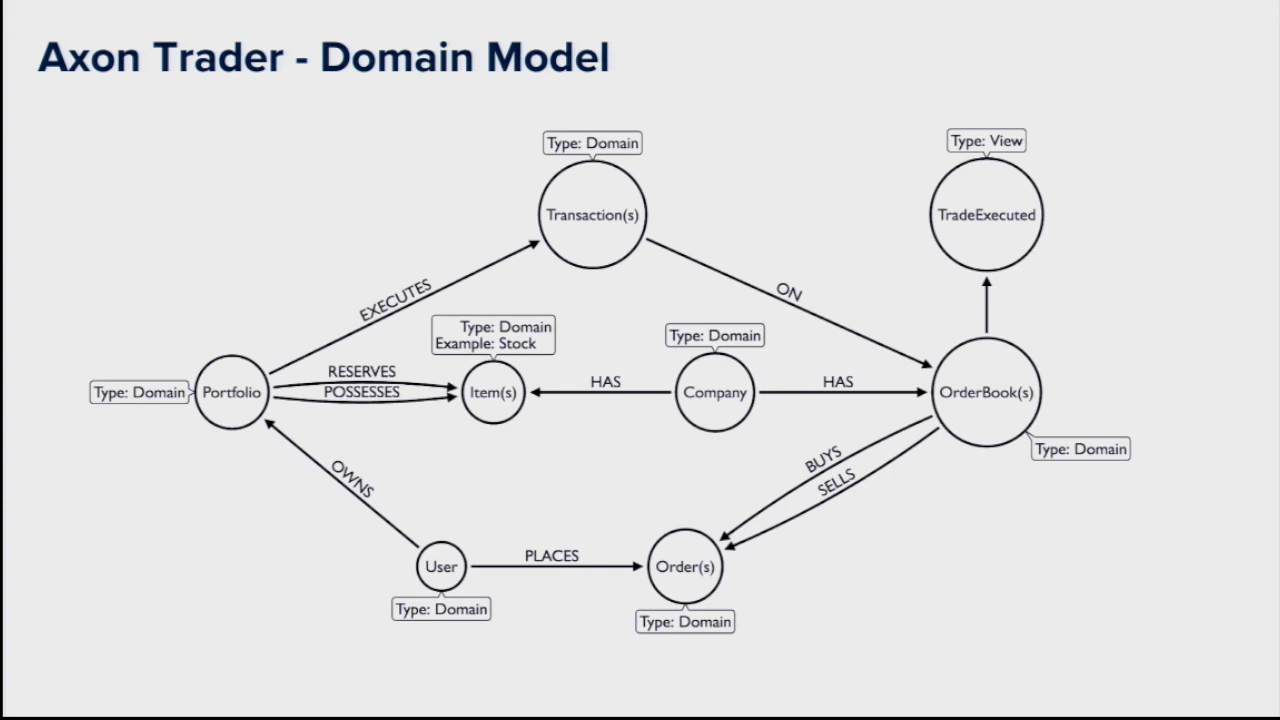 Axon Trader - Domain Model
Type: Domain
Type: View
Transaction(s)
TradeExecuted
EXECUTES
ON
Type: Domain
Example: Stock
Type: Domain
RESERVES
POSSESSES
HAS
HAS
Type: Domain
Portfolio
Item(s)
Company
OrderBook(s)
Type: Domain
BUYS
SELLS
OWNS
PLACES
User
Order(s)
Type: Domain
Type: Domain